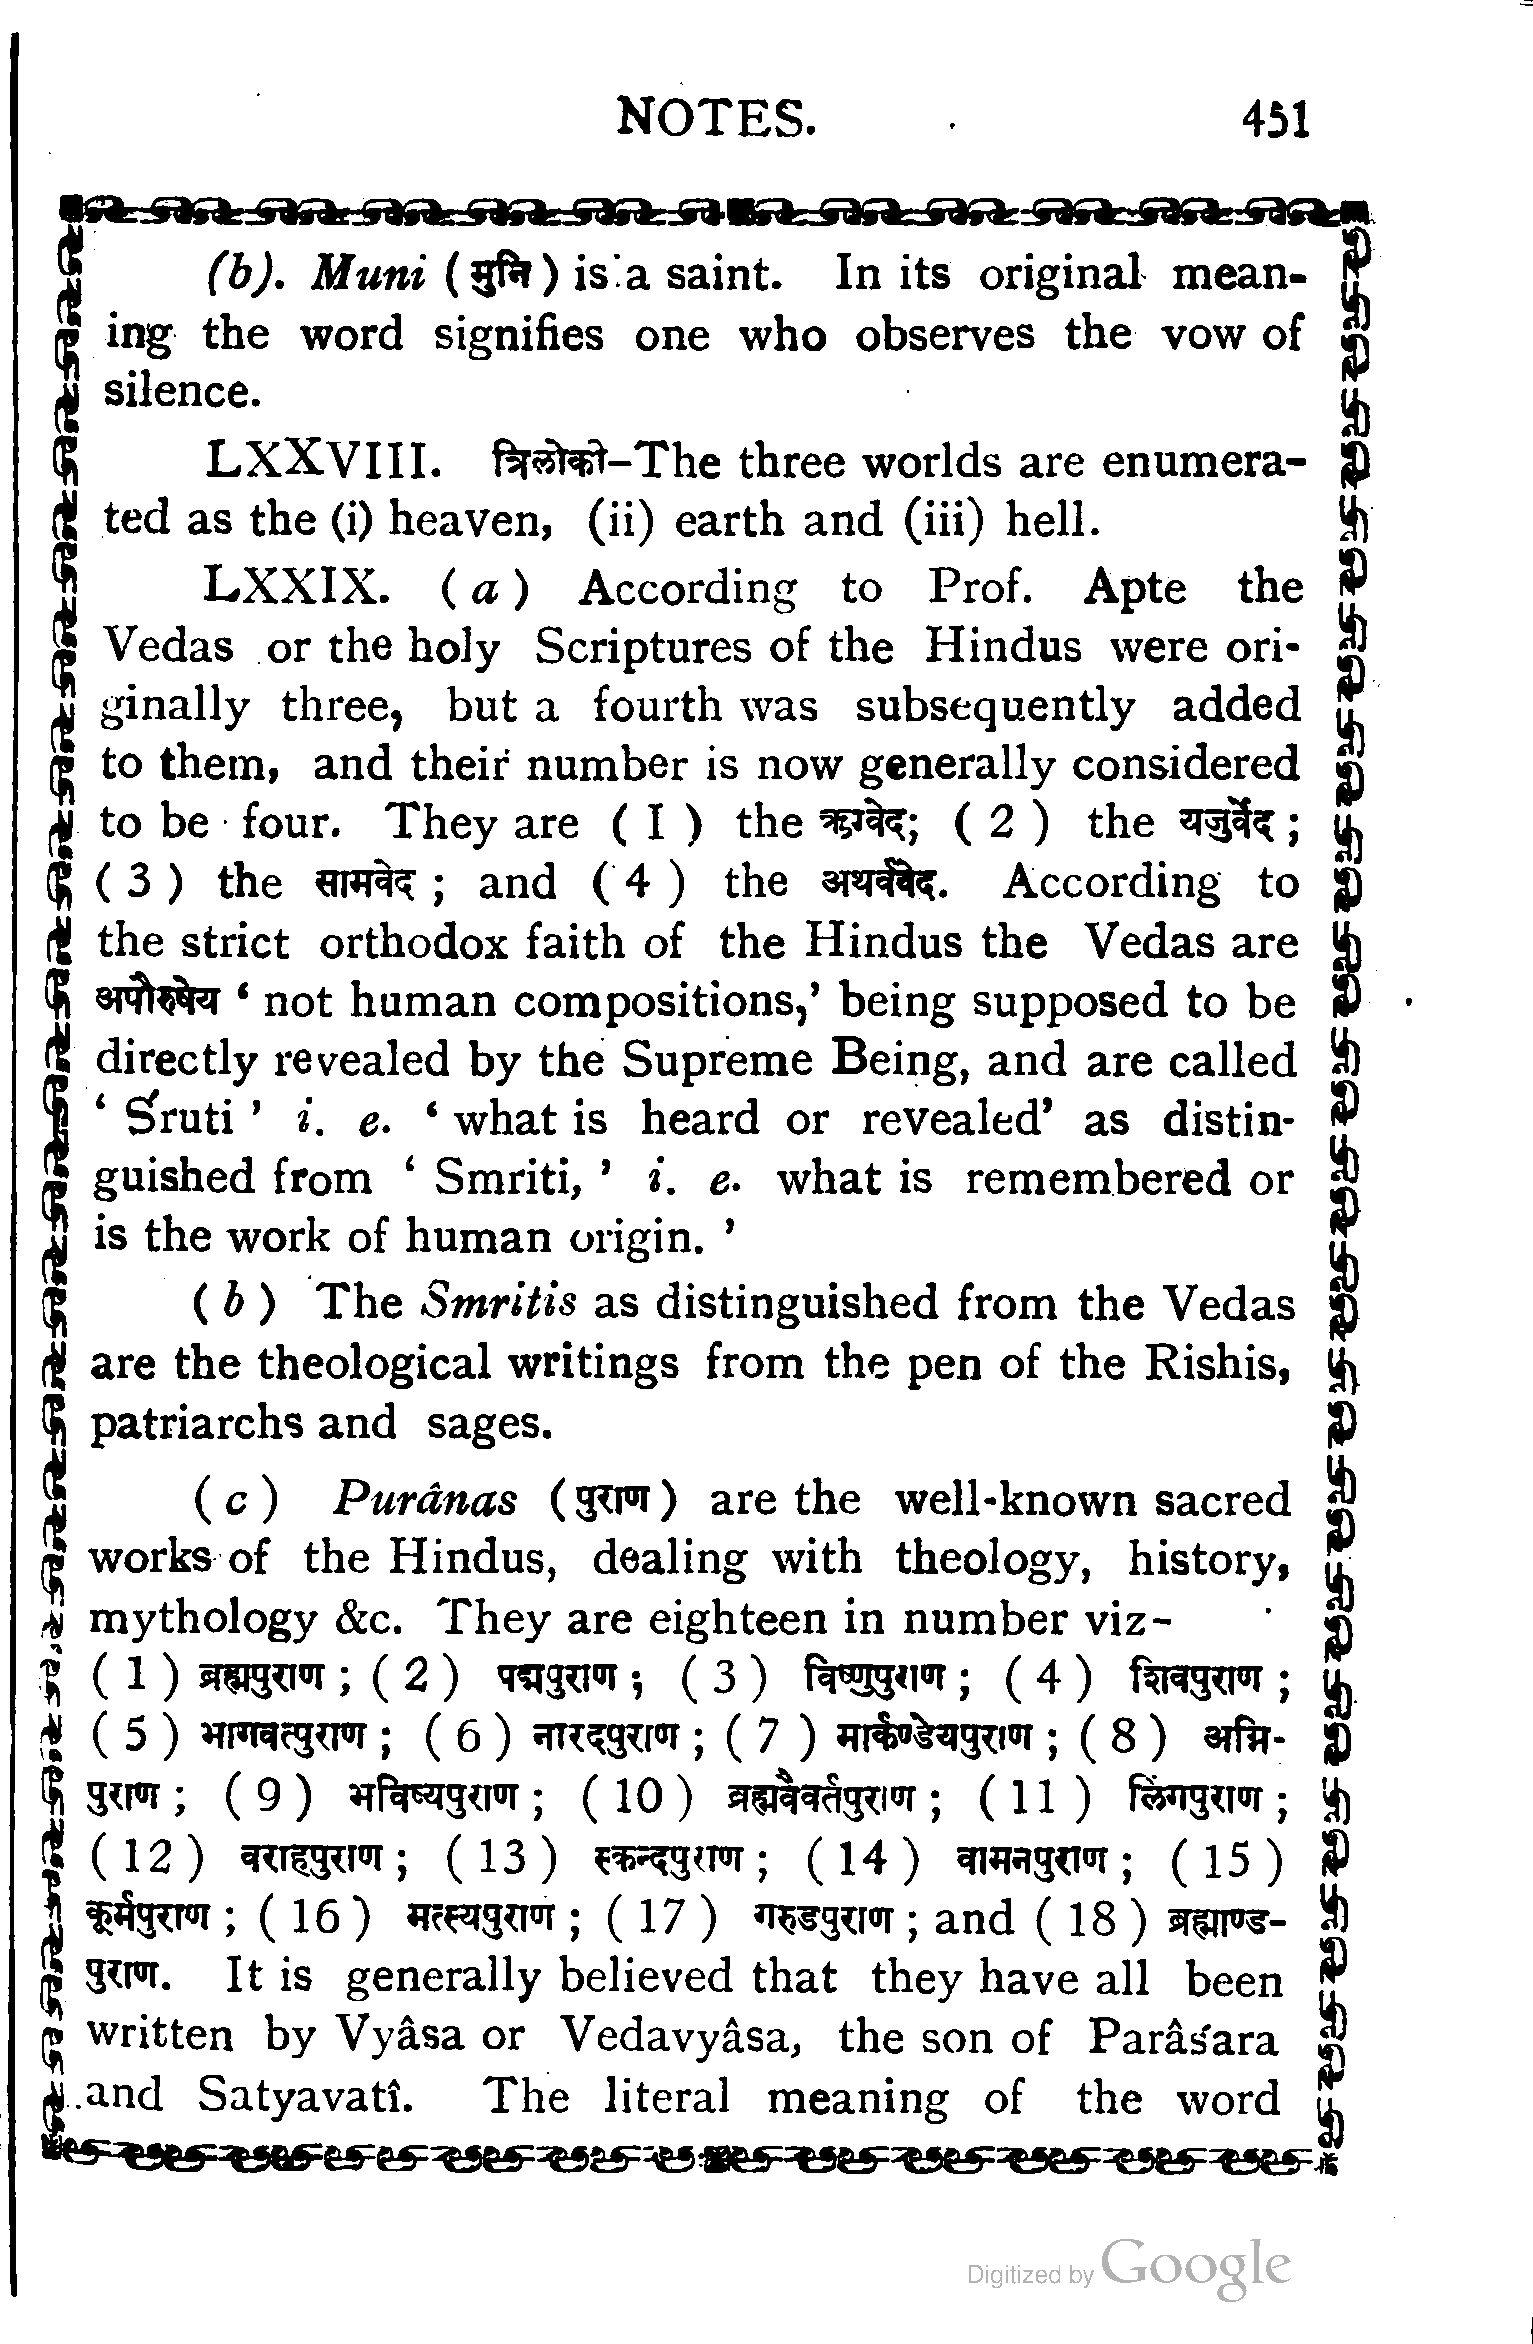 NOTES. 451
(b). Muni ( मुनि ) is a saint. In its original mean-
ing the word signifies one who observes the vow of
silence.
LXXVIII. त्रिलोकी-The three worlds are enumera-
ted as the (i) heaven, (ii) earth and (iii) hell.
LXXIX. ( a ) According to Prof. Apte the
Vedas or the holy Scriptures of the Hindus were ori-
ginally three, but a fourth was subsequently added
to them, and their number is now generally considered
to be four. They are ( I ) the ऋग्वेद; ( 2 ) the यजुर्वेद ;
( 3 ) the सामवेद ; and ( 4 ) the अथर्ववेद. According to
the strict orthodox faith of the Hindus the Vedas are
अपौरुषेय ‘ not human compositions,’ being supposed to be
directly revealed by the Supreme Being, and are called
‘ Śruti ’ i. e. ‘ what is heard or revealed’ as distin-
guished from ‘ Smriti, ’ i. e. what is remembered or
is the work of human origin. ’
( b ) The Smritis as distinguished from the Vedas
are the theological writings from the pen of the Rishis,
patriarchs and sages.
( c ) Purânas ( पुराण ) are the well-known sacred
works of the Hindus, dealing with theology, history,
mythology &c. They are eighteen in number viz-
( 1 ) ब्रह्मपुराण ; ( 2 ) पद्मपुराण ; ( 3 ) विष्णुपुराण ; ( 4 ) शिवपुराण ;
( 5 ) भागवत्पुराण ; ( 6 ) नारदपुराण ; ( 7 ) मार्कण्डेयपुराण ; ( 8 ) अग्नि-
पुराण ; ( 9 ) भविष्यपुराण ; ( 10 ) ब्रह्मवैवर्तपुराण ; ( 11 ) लिंगपुराण ;
( 12 ) वराहपुराण ; ( 13 ) स्कन्दपुराण ; ( 14 ) वामनपुराण ; ( 15 )
कूर्मपुराण ; ( 16 ) मत्स्यपुराण ; ( 17 ) गरुडपुराण ; and ( 18 ) ब्रह्माण्ड-
पुराण. It is generally believed that they have all been
written by Vyâsa or Vedavyâsa, the son of Parâśara
and Satyavatî. The literal meaning of the word
Digitized by Google